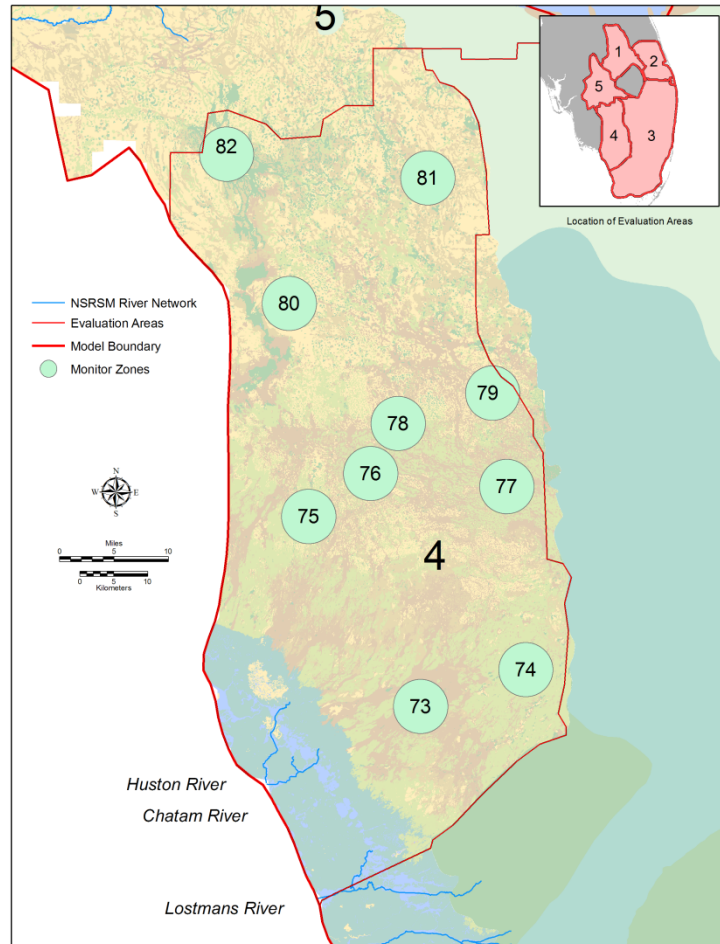 5
1
2
5
4
3
Location of Evaluation Areas
82
81
80
NSRSM River Network
Evaluation Areas
Model Boundary
Monitor Zones
79
78
76
77
75
N
W E
S
Miles
0 5 10
0 5 10
Kilometers
4
74
73
Huston River
Chatam River
Lostmans River